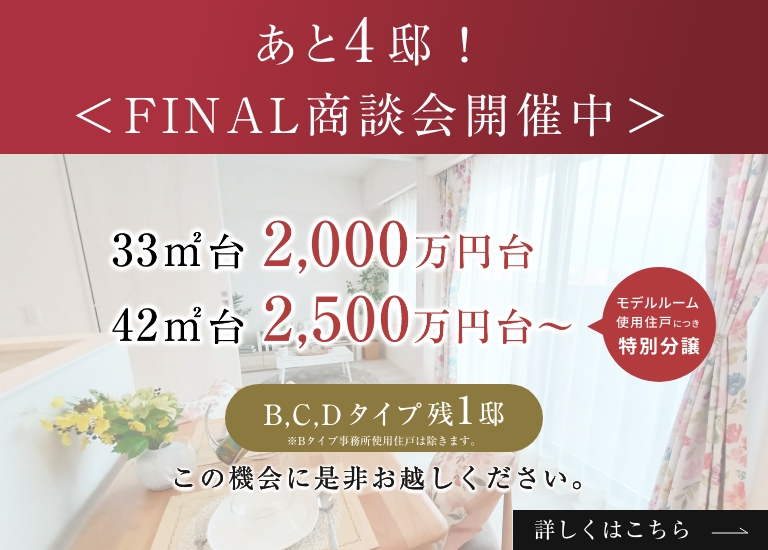 あと4邸！
＜FINAL商談会開催中＞
33㎡台 2,000万円台
42㎡台 2,500万円台～
モデルルーム
使用住戸につき
特別分譲
B,C,Dタイプ残1邸
※Bタイプ事務所使用住戸は除きます。
この機会に是非お越しください。
詳しくはこちら